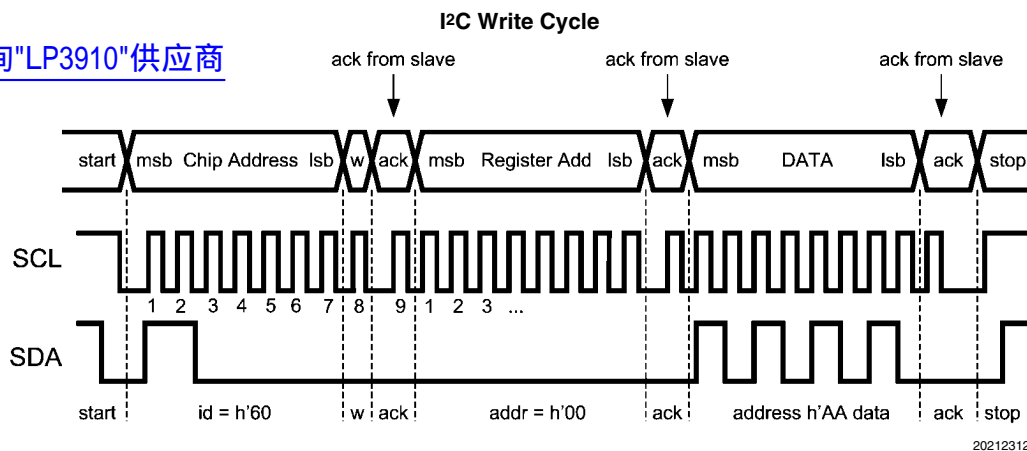 I²C Write Cycle
询"LP3910"供应商
ack from slave ack from slave ack from slave
start msb Chip Address lsb w ack msb Register Add lsb ack msb DATA lsb ack stop
SCL
1 2 3 4 5 6 7 8 9 1 2 3 ...
SDA
start id = h'60 w ack addr = h'00 ack address h'AA data ack stop
20212312